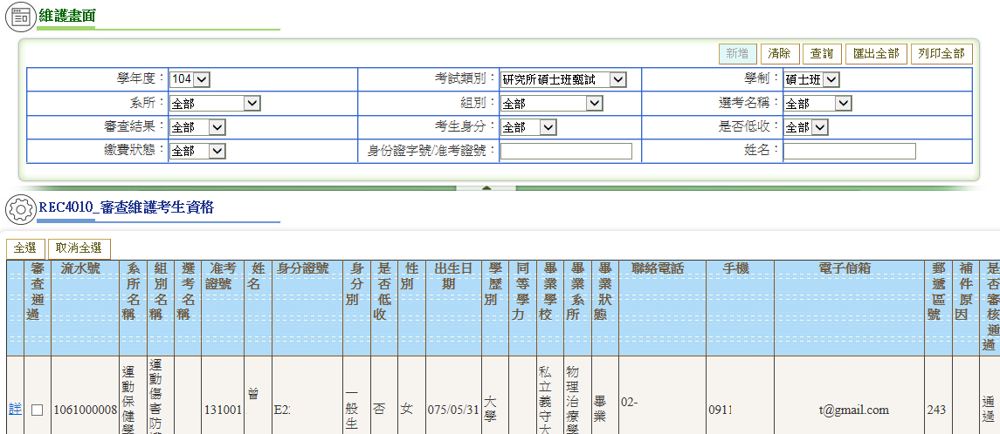 維護畫面
新增 清除 查詢 匯出全部 列印全部
學年度： 104 考試類別： 研究所碩士班甄試 學制： 碩士班
系所： 全部 組別： 全部 選考名稱： 全部
審查結果： 全部 考生身分： 全部 是否低收： 全部
繳費狀態： 全部 身份證字號/准考證號： 姓名：
REC4010_審查維護考生資格
全選 取消全選
審查通過 流水號 系所名稱 組別名稱 選考名稱 准考證號 姓名 身分證號 身分別 是否低收 性別 出生日期 學歷別 同等學力 畢業學校 畢業系所 畢業狀態 聯絡電話 手機 電子信箱 郵遞區號 補件原因 是否審核通過
詳 1061000008 運動保健學 運動傷害防 131001 曾 E22 一般生 否 女 075/05/31 大學 私立義守大 物理治療學 畢業 02- 0911 t@gmail.com 243 通過